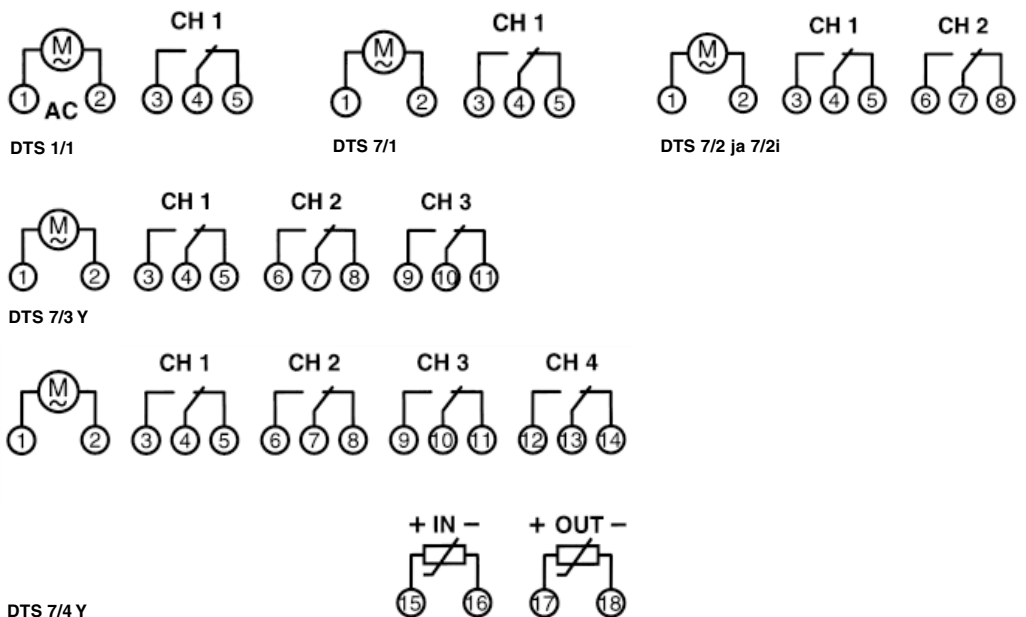 CH 1 CH 1 CH 1 CH 2
M M M
~ ~ ~
1 AC 2 3 4 5 1 2 3 4 5 1 2 3 4 5 6 7 8
DTS 1/1 DTS 7/1 DTS 7/2 ja 7/2i
CH 1 CH 2 CH 3
M
~
1 2 3 4 5 6 7 8 9 10 11
DTS 7/3 Y
CH 1 CH 2 CH 3 CH 4
M
~
1 2 3 4 5 6 7 8 9 10 11 12 13 14
+ IN − + OUT −
15 16 17 18
DTS 7/4 Y